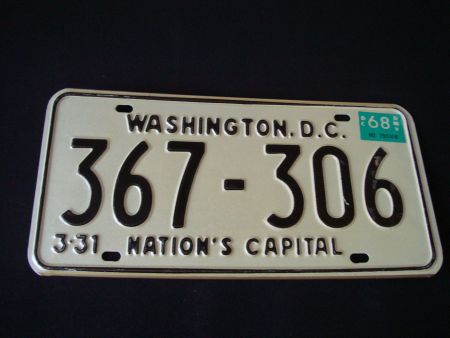 68
WASHINGTON, D.C.
367-306
3-31 NATION'S CAPITAL